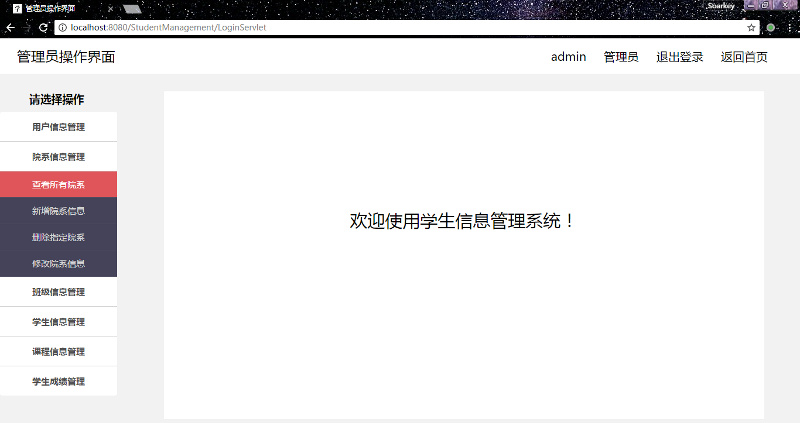 管理员操作界面
Sparkey
localhost:8080/StudentManagement/LoginServlet
管理员操作界面
admin 管理员 退出登录 返回首页
请选择操作
用户信息管理
院系信息管理
查看所有院系
新增院系信息
删除指定院系
修改院系信息
班级信息管理
学生信息管理
课程信息管理
学生成绩管理
欢迎使用学生信息管理系统！